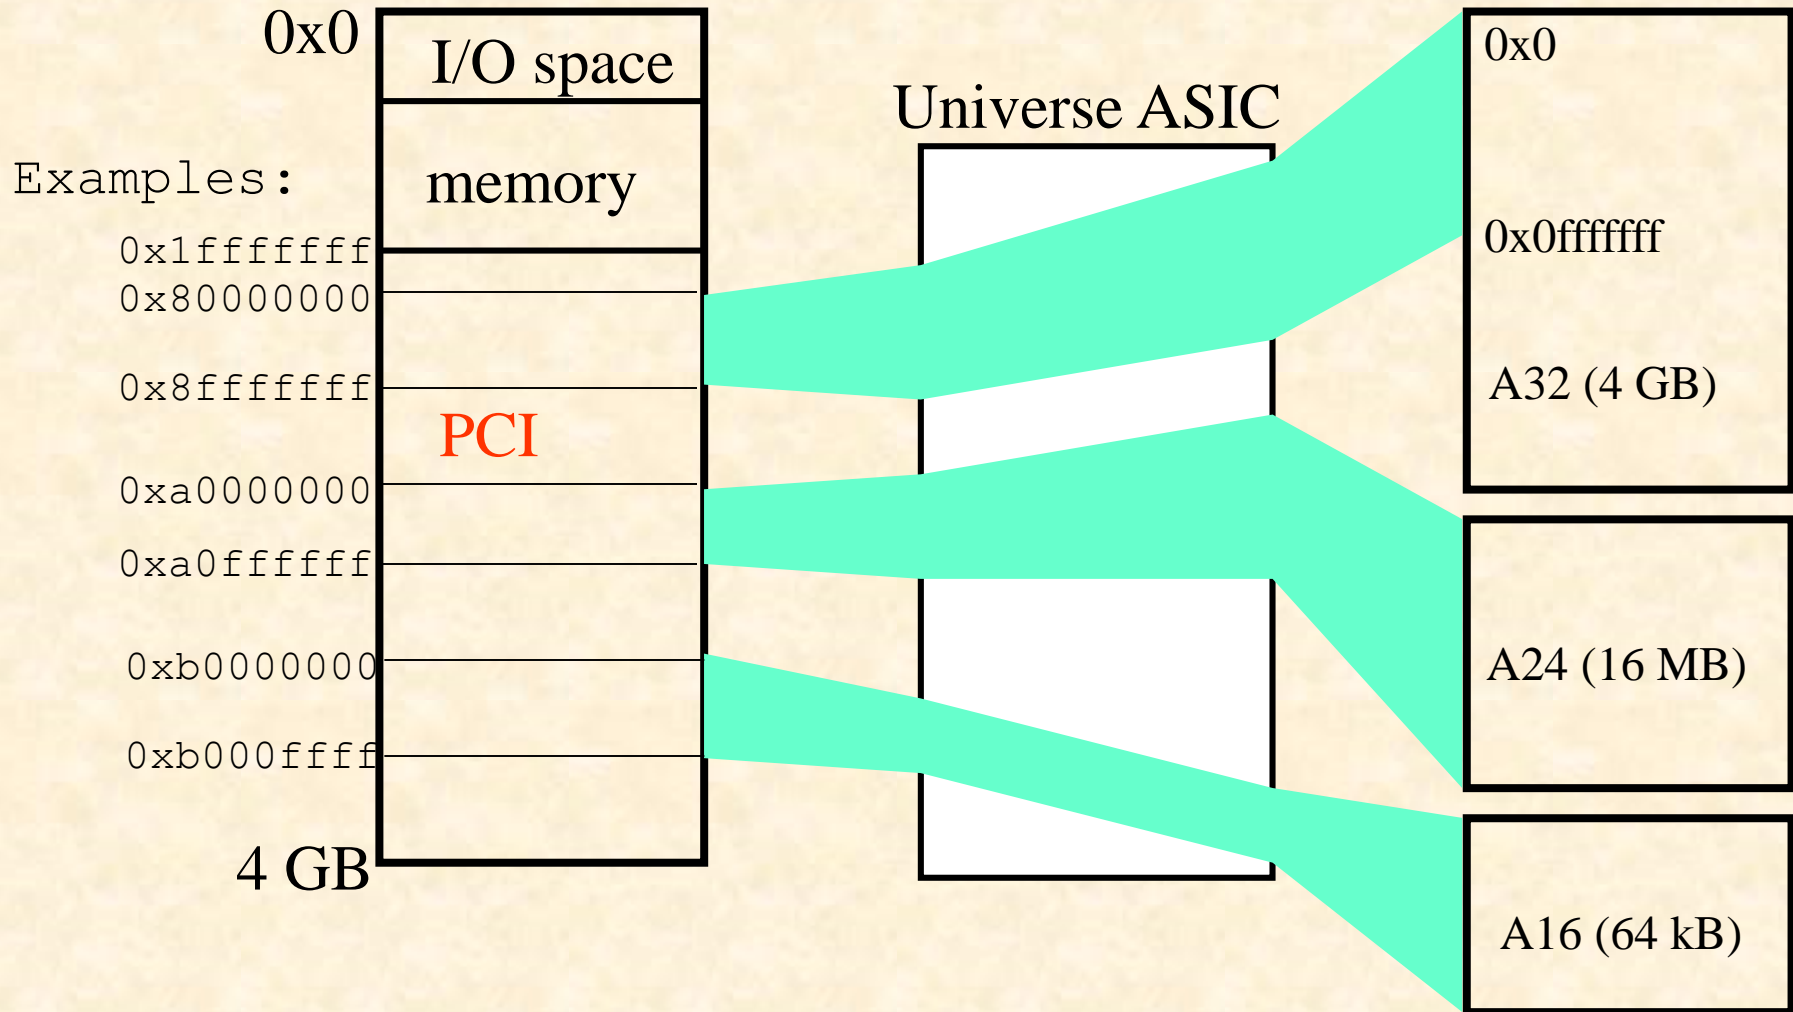 0x0
I/O space
memory
Examples:
0x1fffffff
0x80000000
0x8fffffff
PCI
0xa0000000
0xa0ffffff
0xb0000000
0xb000ffff
4 GB
Universe ASIC
0x0
0x0fffffff
A32 (4 GB)
A24 (16 MB)
A16 (64 kB)